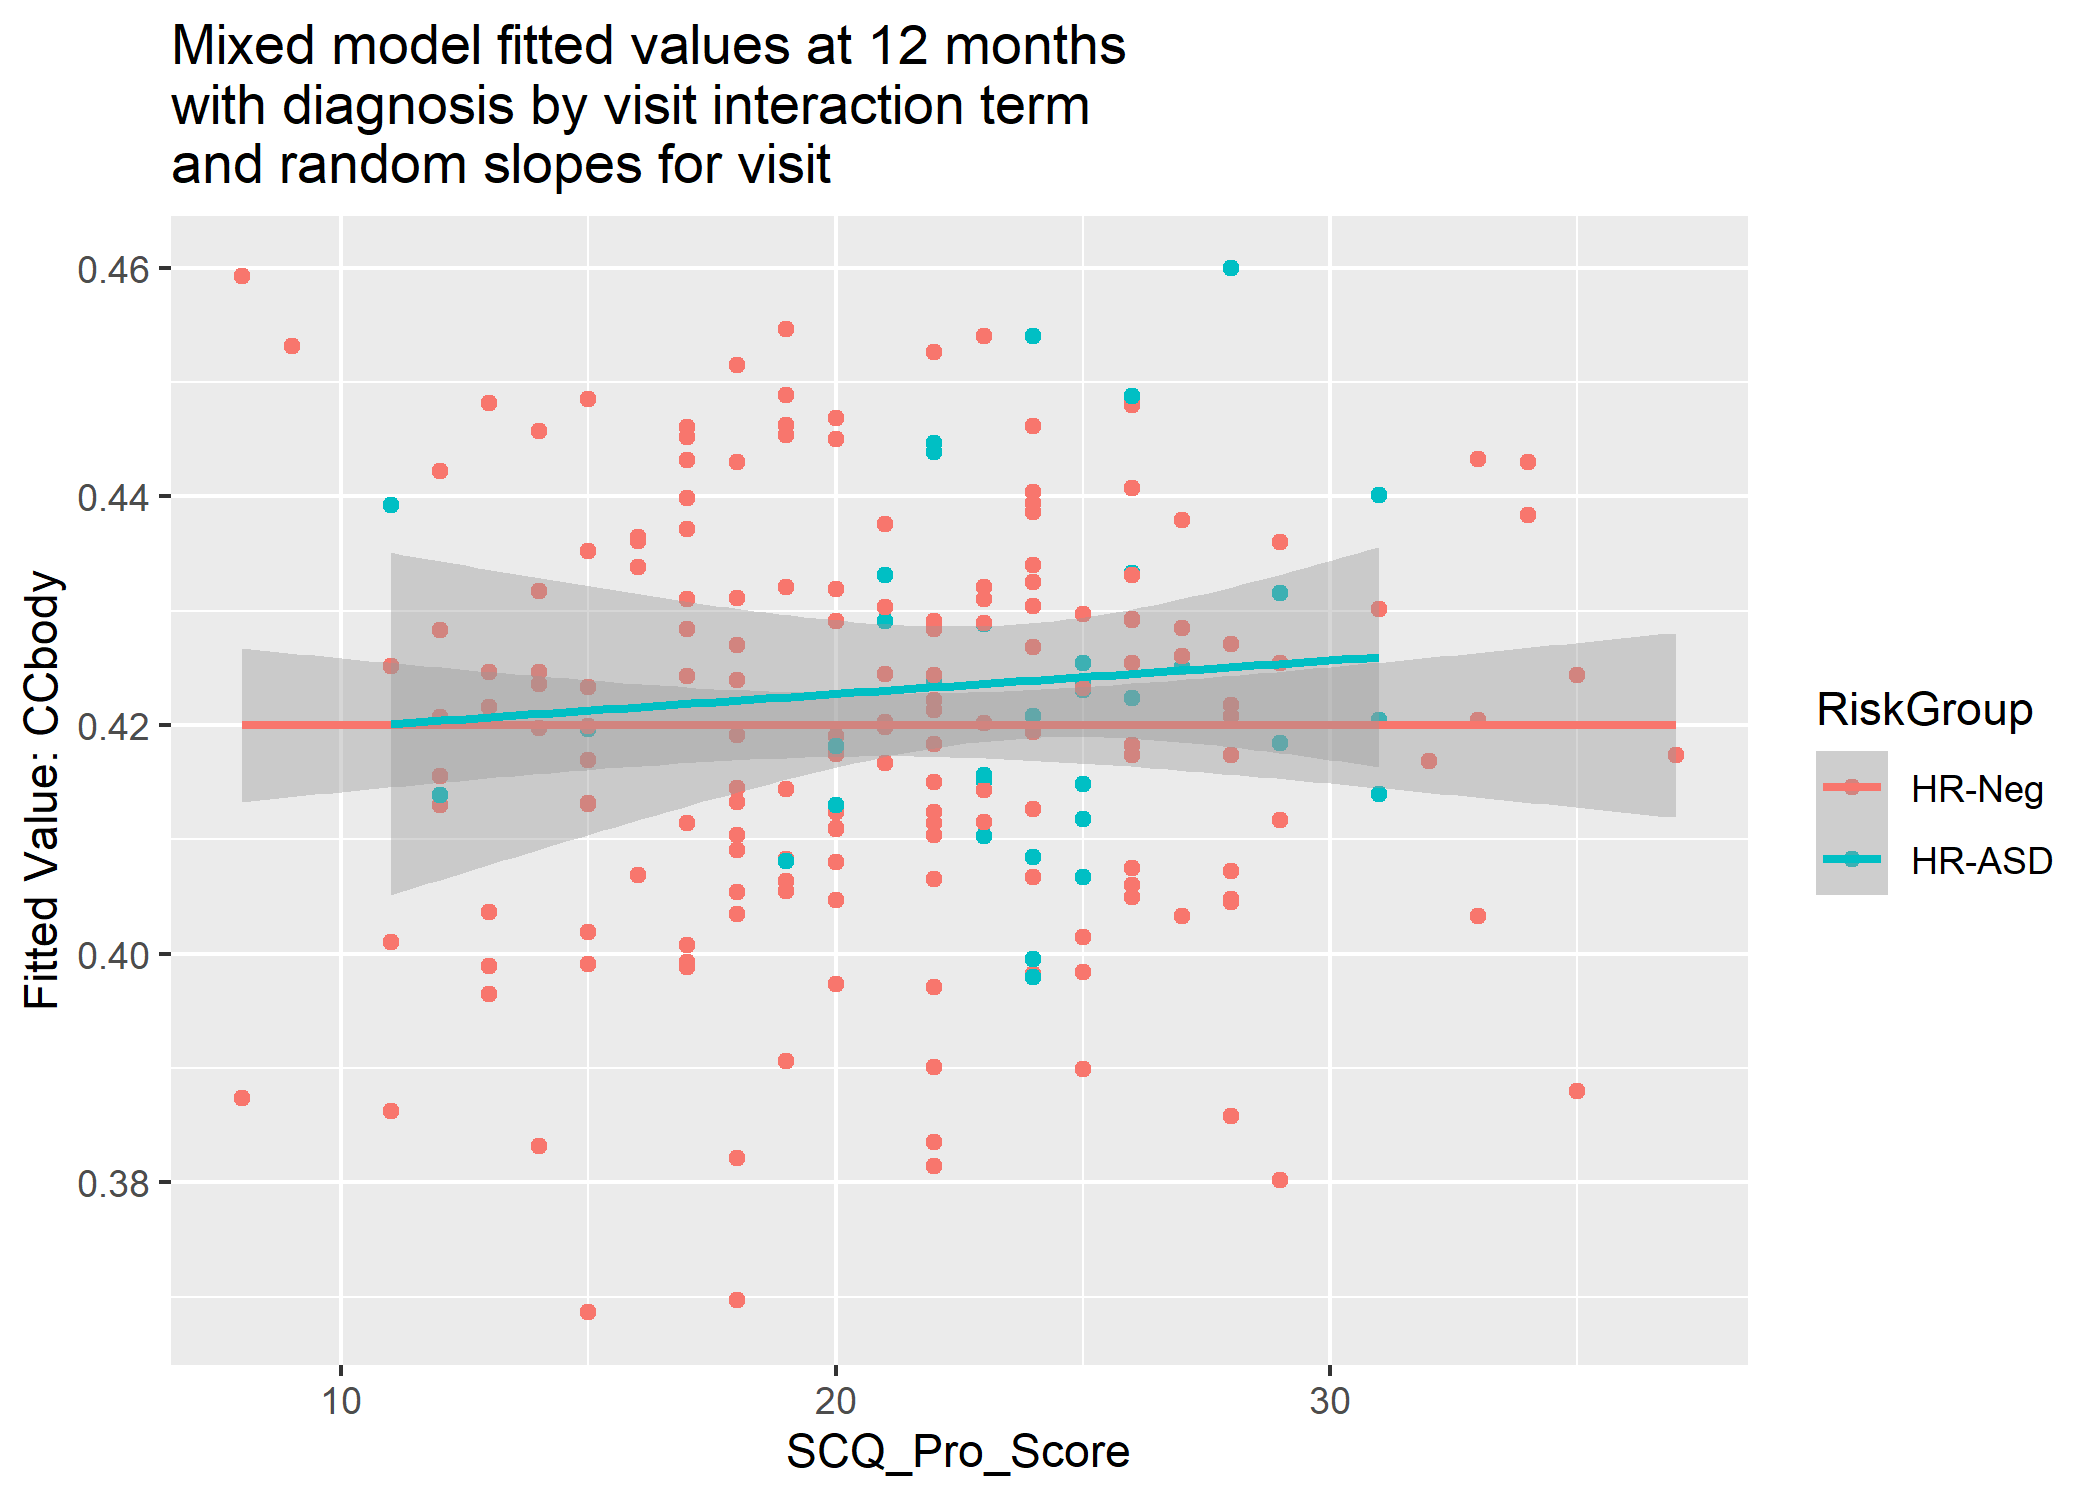 Mixed model fitted values at 12 months
with diagnosis by visit interaction term
and random slopes for visit
0.46
0.44
0.42
0.40
0.38
Fitted Value: CCbody
10
20
30
SCQ_Pro_Score
RiskGroup
HR-Neg
HR-ASD